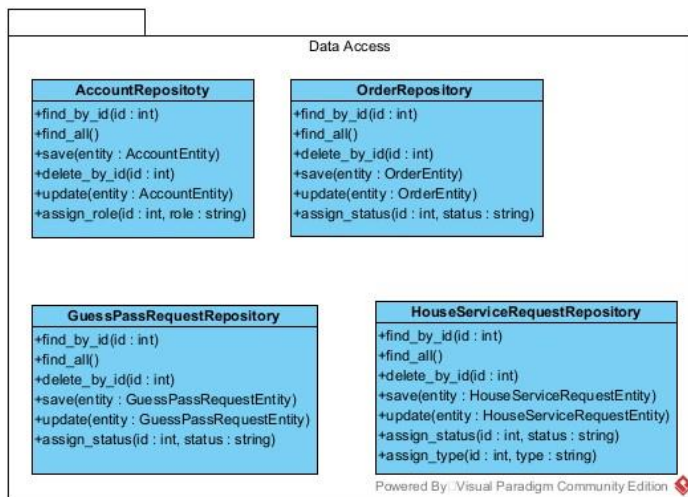 Data Access
AccountRepositoty
+find_by_id(id : int)
+find_all()
+save(entity : AccountEntity)
+delete_by_id(id : int)
+update(entity : AccountEntity)
+assign_role(id : int, role : string)
OrderRepository
+find_by_id(id : int)
+find_all()
+delete_by_id(id : int)
+save(entity : OrderEntity)
+update(entity : OrderEntity)
+assign_status(id : int, status : string)
GuessPassRequestRepository
+find_by_id(id : int)
+find_all()
+delete_by_id(id : int)
+save(entity : GuessPassRequestEntity)
+update(entity : GuessPassRequestEntity)
+assign_status(id : int, status : string)
HouseServiceRequestRepository
+find_by_id(id : int)
+find_all()
+delete_by_id(id : int)
+save(entity : HouseServiceRequestEntity)
+update(entity : HouseServiceRequestEntity)
+assign_status(id : int, status : string)
+assign_type(id : int, type : string)
Powered By Visual Paradigm Community Edition